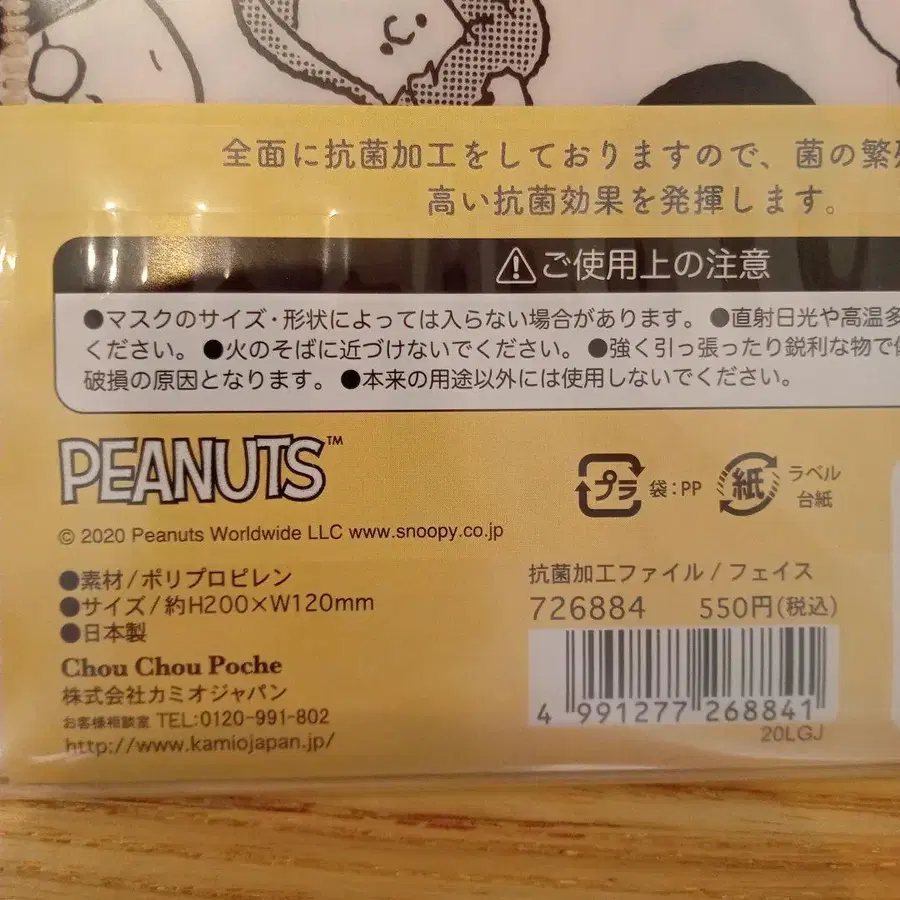 全面に抗菌加工をしておりますので、菌の繁殖
高い抗菌効果を発揮します。
⚠ご使用上の注意
●マスクのサイズ・形状によっては入らない場合があります。 ●直射日光や高温多
ください。 ●火のそばに近づけないでください。 ●強く引っ張ったり鋭利な物で
破損の原因となります。 ●本来の用途以外には使用しないでください。
PEANUTS™
© 2020 Peanuts Worldwide LLC www.snoopy.co.jp
プラ 袋:PP 紙 ラベル
台紙
●素材/ポリプロピレン
●サイズ/約H200×W120mm
●日本製
Chou Chou Poche
株式会社カミオジャパン
お客様相談室 TEL:0120-991-802
http://www.kamiojapan.jp/
抗菌加工ファイル/フェイス
726884 550円(税込)
4 991277 268841
20LGJ